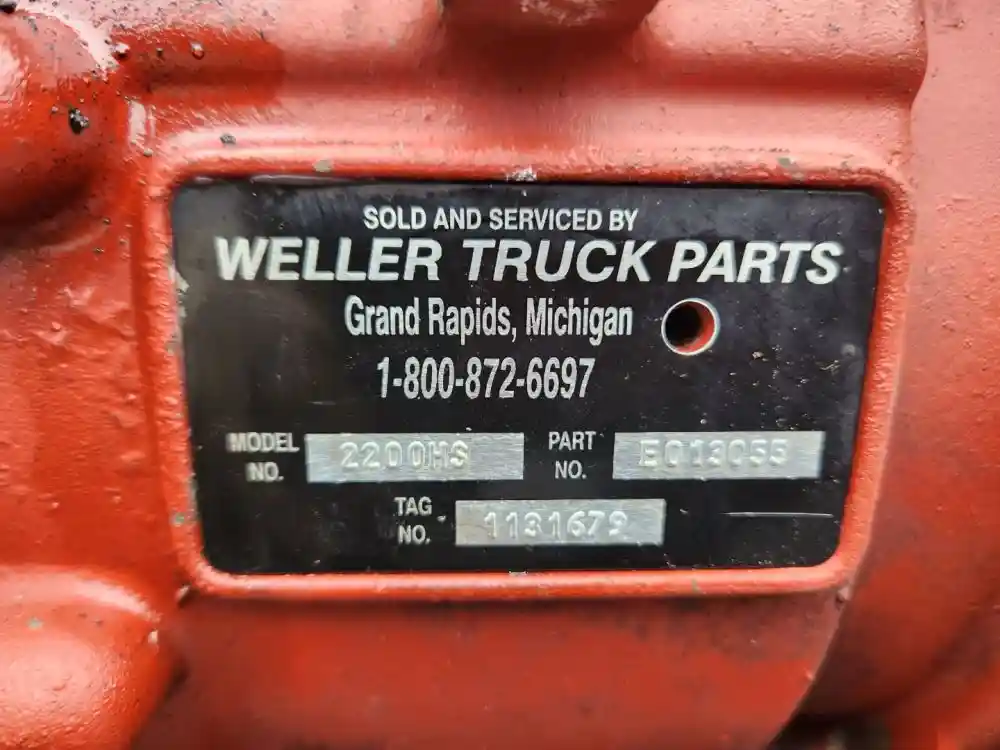 SOLD AND SERVICED BY
WELLER TRUCK PARTS
Grand Rapids, Michigan
1-800-872-6697
MODEL NO. 2200HS PART NO. E013055
TAG NO. 1131679